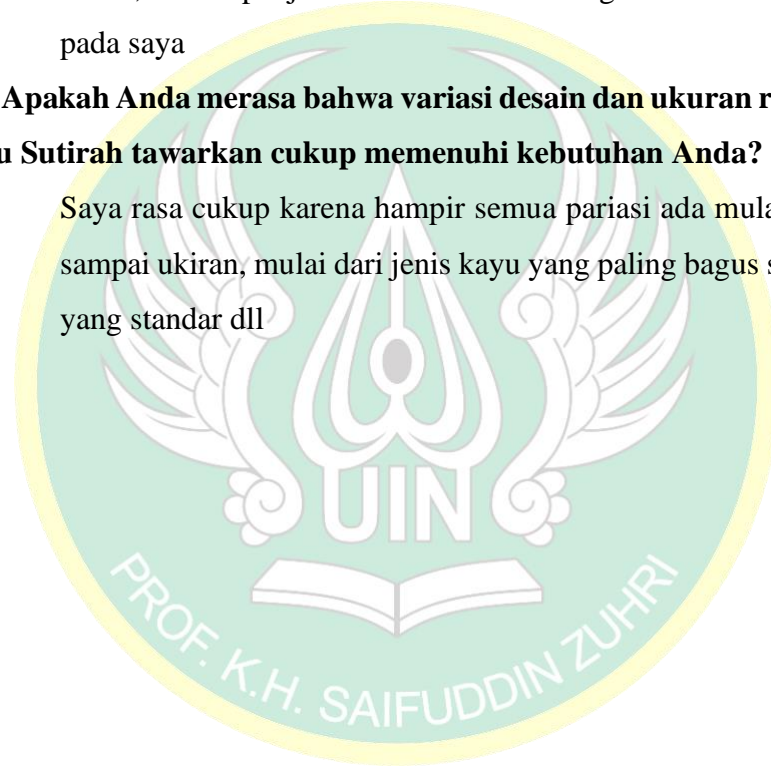 pada saya
Apakah Anda merasa bahwa variasi desain dan ukuran
Sutirah tawarkan cukup memenuhi kebutuhan Anda?
Saya rasa cukup karena hampir semua pariasi ada
sampai ukiran, mulai dari jenis kayu yang paling bagus
yang standar dll
UIN
PROF. K.H. SAIFUDDIN ZUHRI